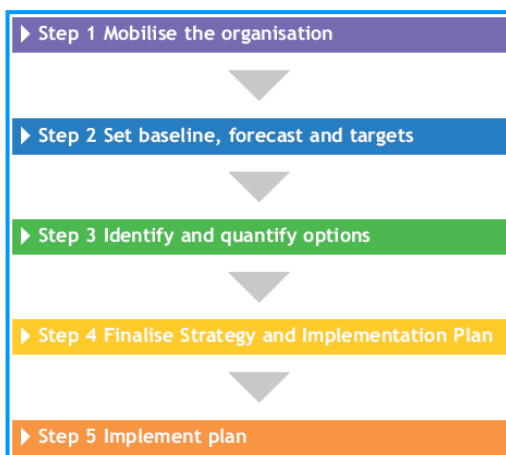 Step 1 Mobilise the organisation
Step 2 Set baseline, forecast and targets
Step 3 Identify and quantify options
Step 4 Finalise Strategy and Implementation Plan
Step 5 Implement plan